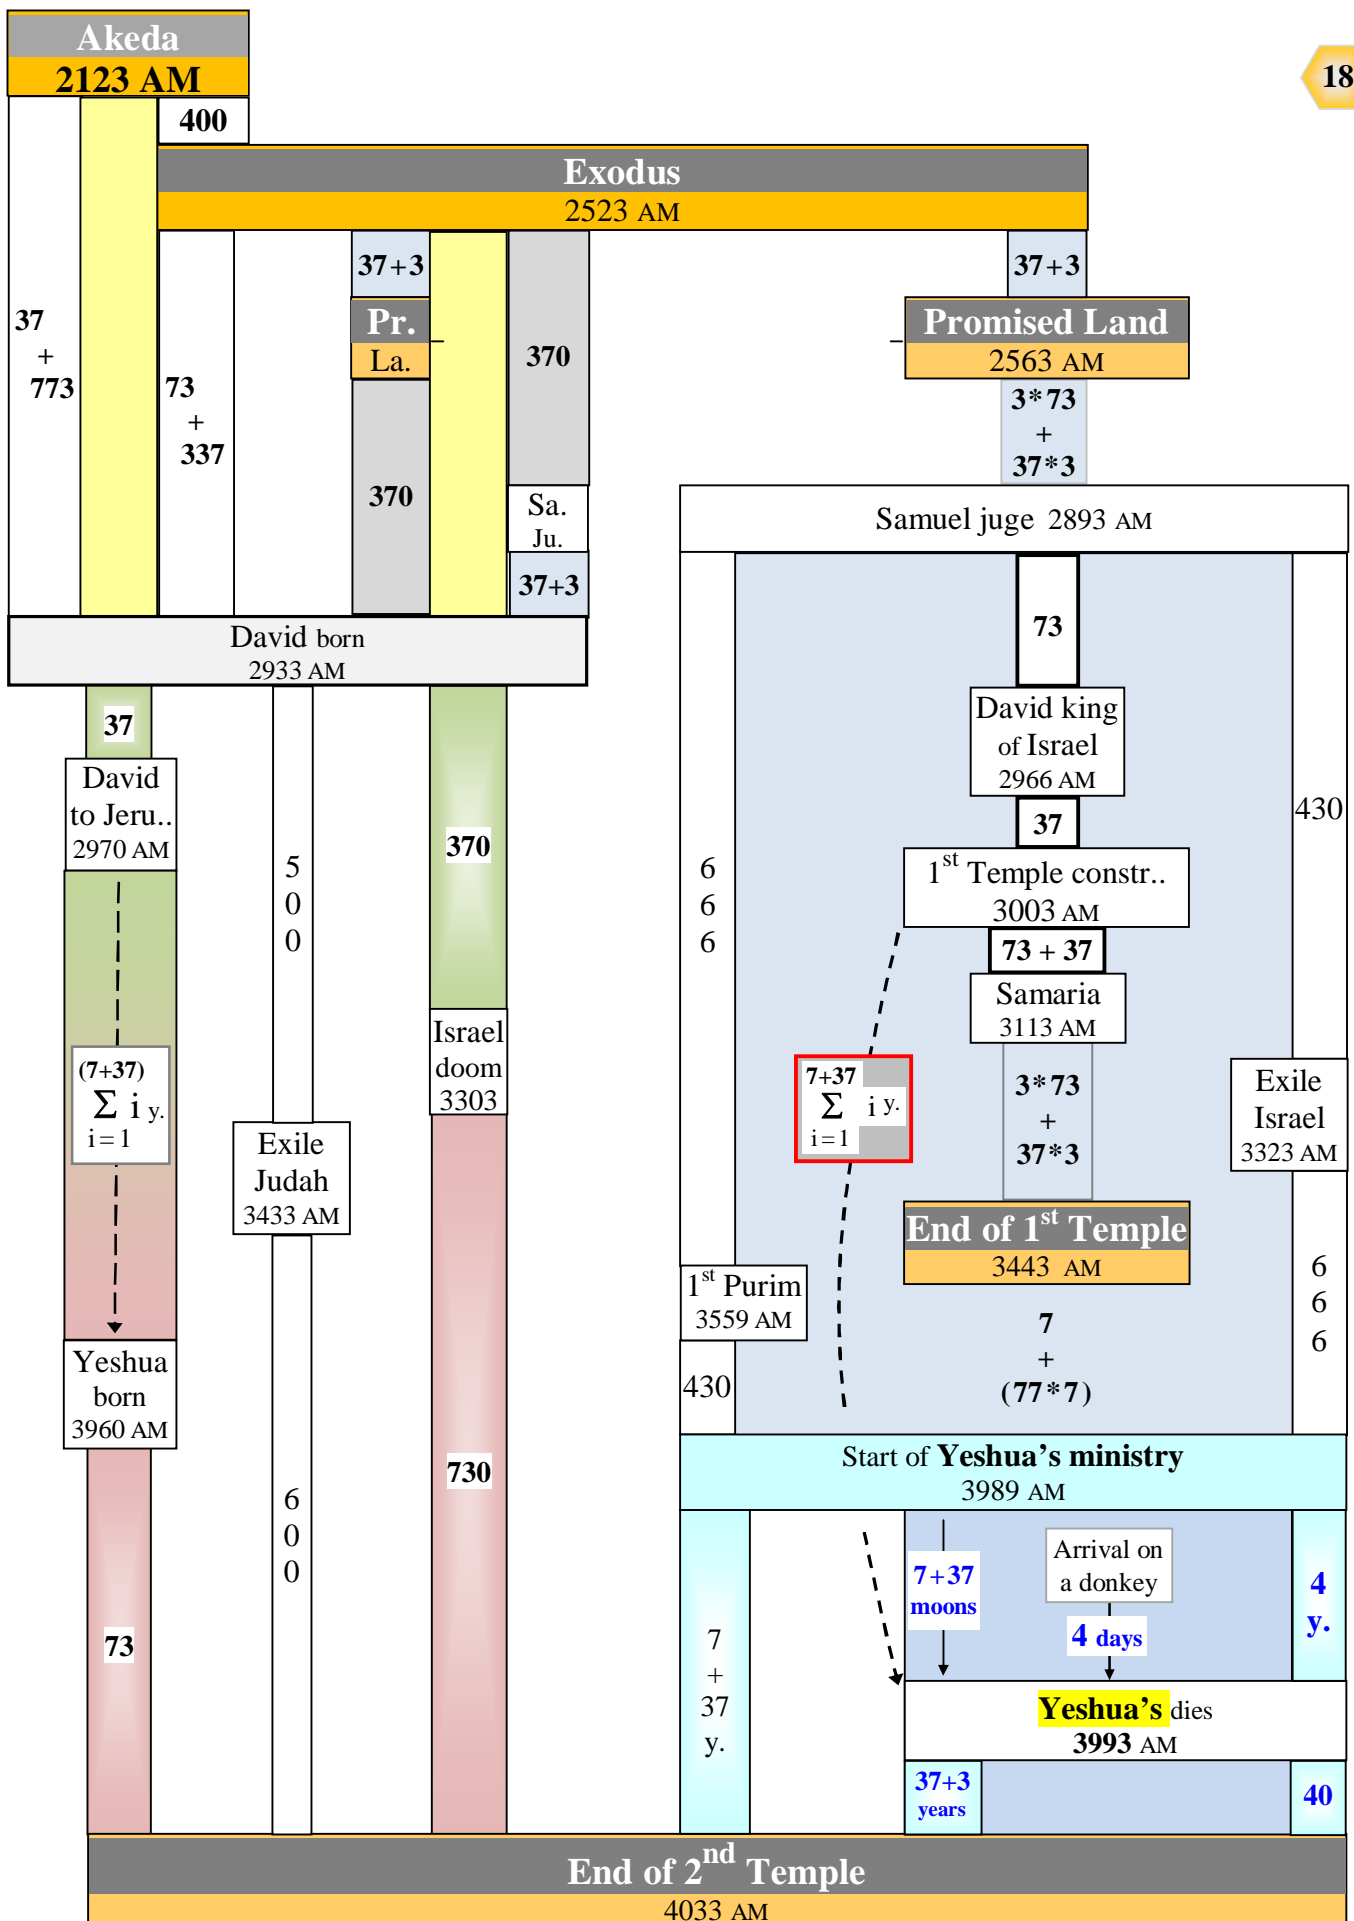 Akeda
2123 AM
18
400
Exodus
2523 AM
37+3
37+3
Pr.
La.
Promised Land
2563 AM
37
+
773
73
+
337
370
370
3*73
+
37*3
Sa.
Ju.
37+3
Samuel juge 2893 AM
David born
2933 AM
73
37
David
to Jeru..
2970 AM
David king
of Israel
2966 AM
430
37
370
5
0
0
6
6
6
1st Temple constr..
3003 AM
73 + 37
Samaria
3113 AM
Israel
doom
3303
(7+37)
Σ i y.
i=1
7+37
Σ i y.
i=1
3*73
+
37*3
Exile
Israel
3323 AM
Exile
Judah
3433 AM
End of 1st Temple
3443 AM
1st Purim
3559 AM
6
6
6
7
+
(77*7)
Yeshua
born
3960 AM
430
Start of Yeshua's ministry
3989 AM
730
6
0
0
73
7
+
37
y.
7+37
moons
Arrival on
a donkey
4 days
4
y.
Yeshua's dies
3993 AM
37+3
years
40
End of 2nd Temple
4033 AM